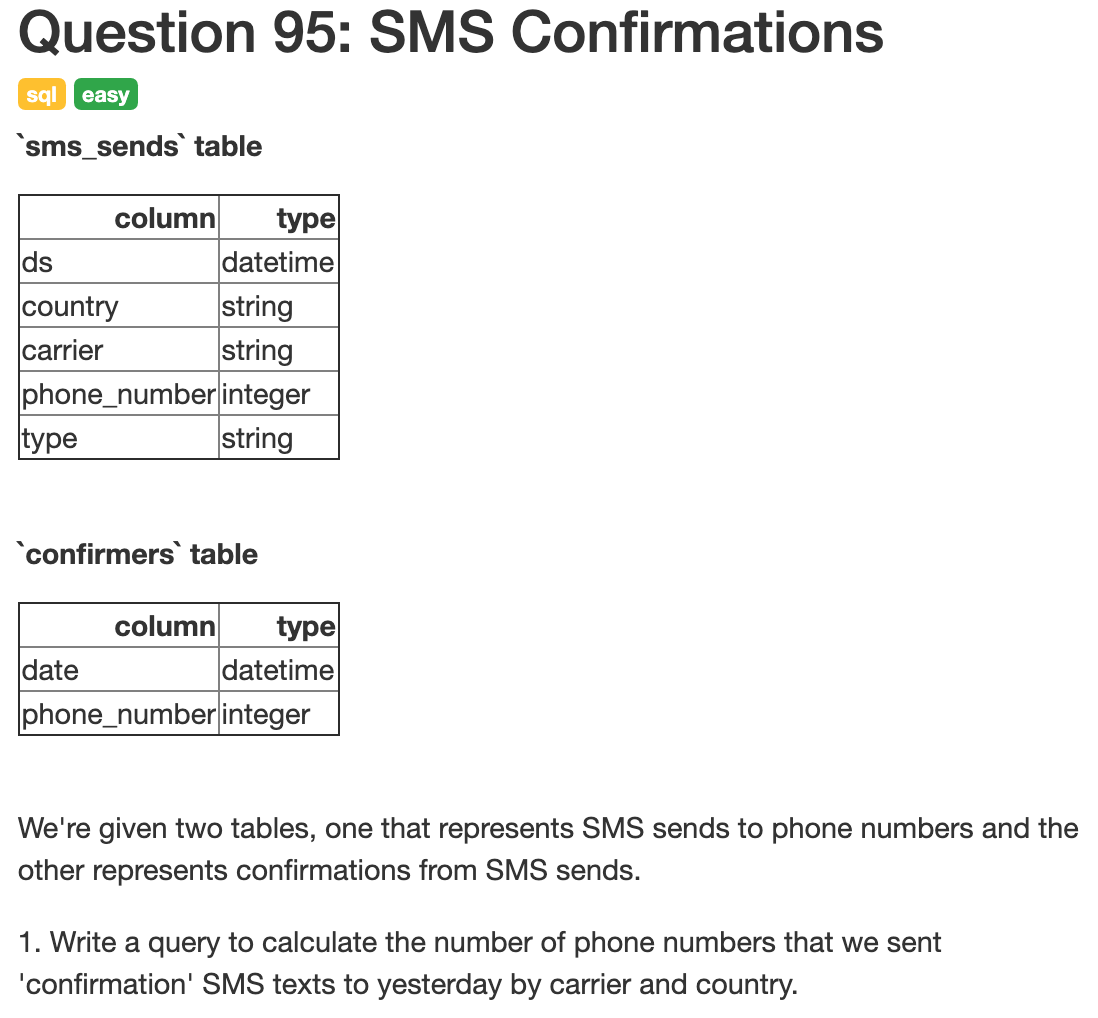 Question 95: SMS Confirmations
sql easy
`sms_sends` table
column type
ds datetime
country string
carrier string
phone_number integer
type string
`confirmers` table
column type
date datetime
phone_number integer
We're given two tables, one that represents SMS sends to phone numbers and the
other represents confirmations from SMS sends.
1. Write a query to calculate the number of phone numbers that we sent
'confirmation' SMS texts to yesterday by carrier and country.